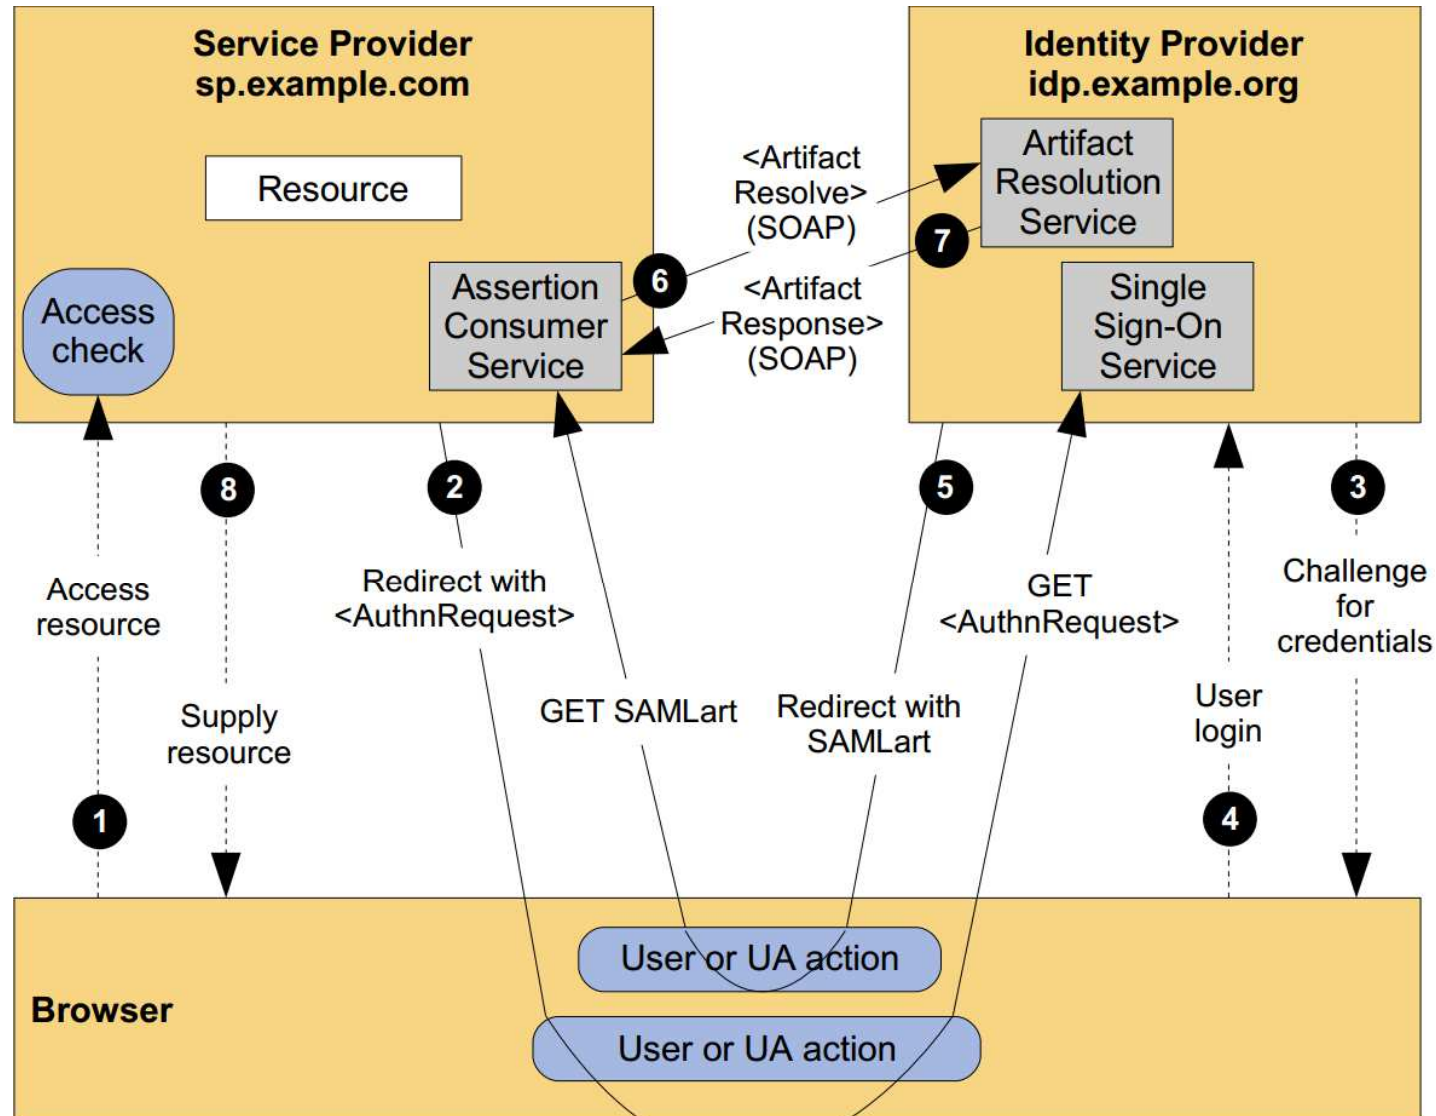 Service Provider
sp.example.com
Identity Provider
idp.example.org
Resource
<Artifact
Resolve>
(SOAP)
Artifact
Resolution
Service
7
6
Access
check
Assertion
Consumer
Service
<Artifact
Response>
(SOAP)
Single
Sign-On
Service
8
2
5
3
Access
resource
Redirect with
<AuthnRequest>
GET
<AuthnRequest>
Challenge
for
credentials
Supply
resource
GET SAMLart
Redirect with
SAMLart
User
login
1
4
User or UA action
Browser
User or UA action